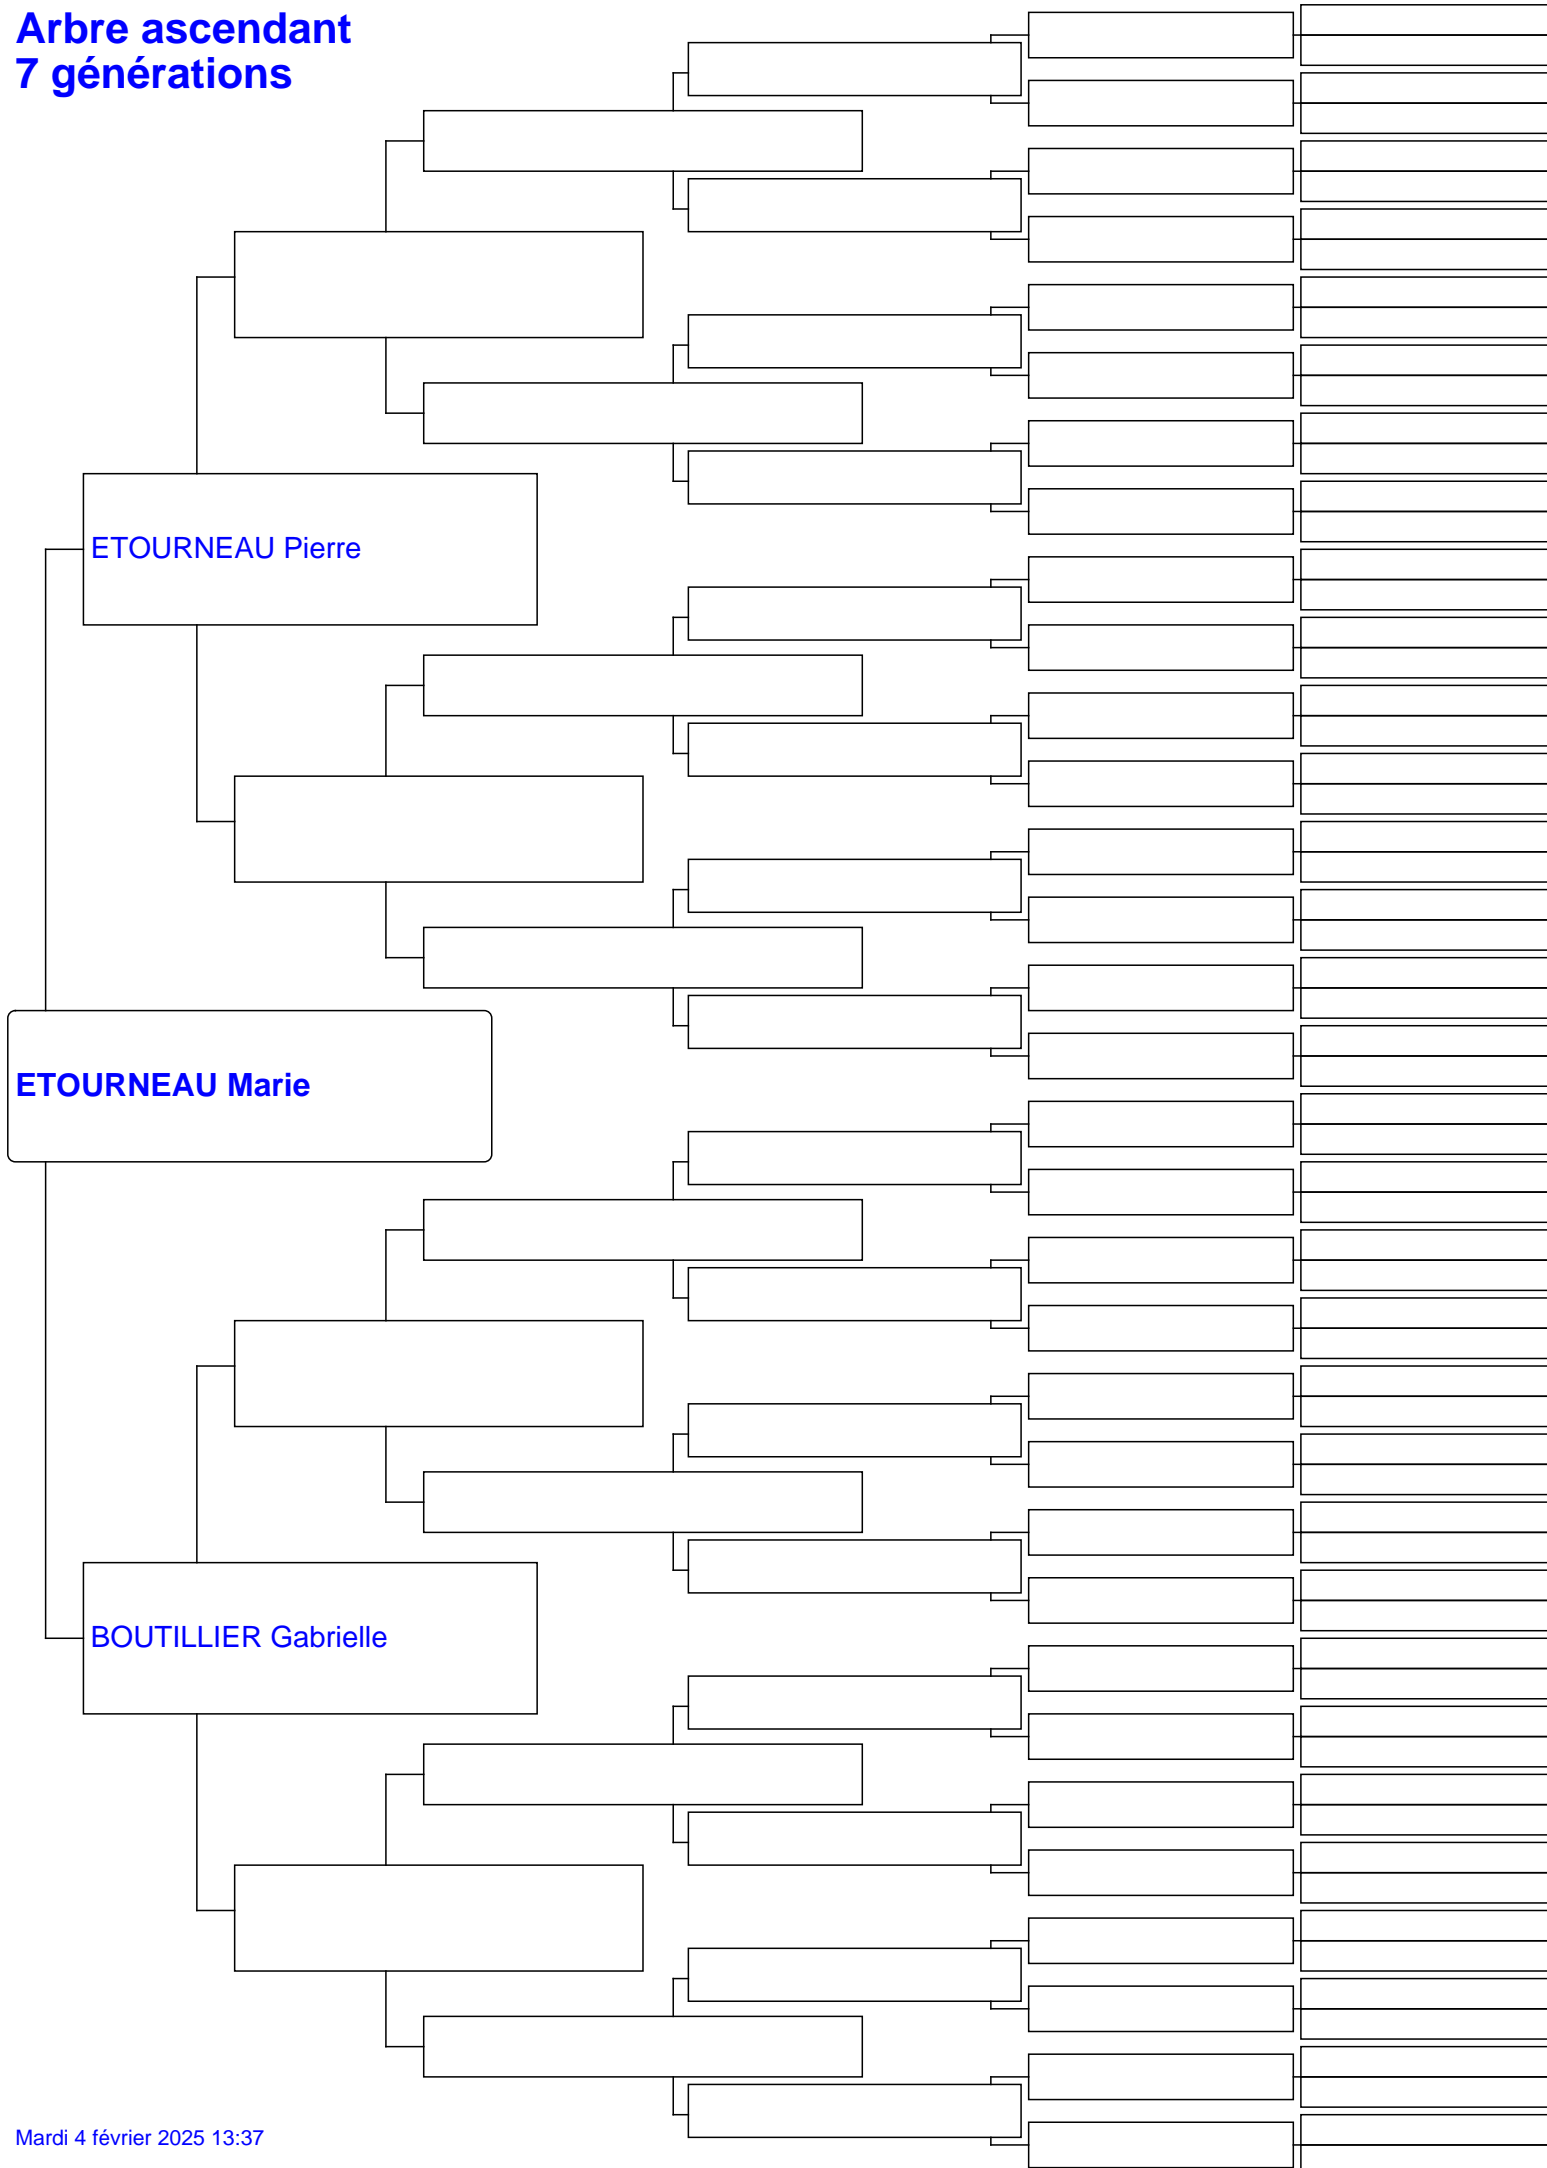 Arbre ascendant
7 générations
ETOURNEAU Pierre
ETOURNEAU Marie
BOUTILLIER Gabrielle
Mardi 4 février 2025 13:37